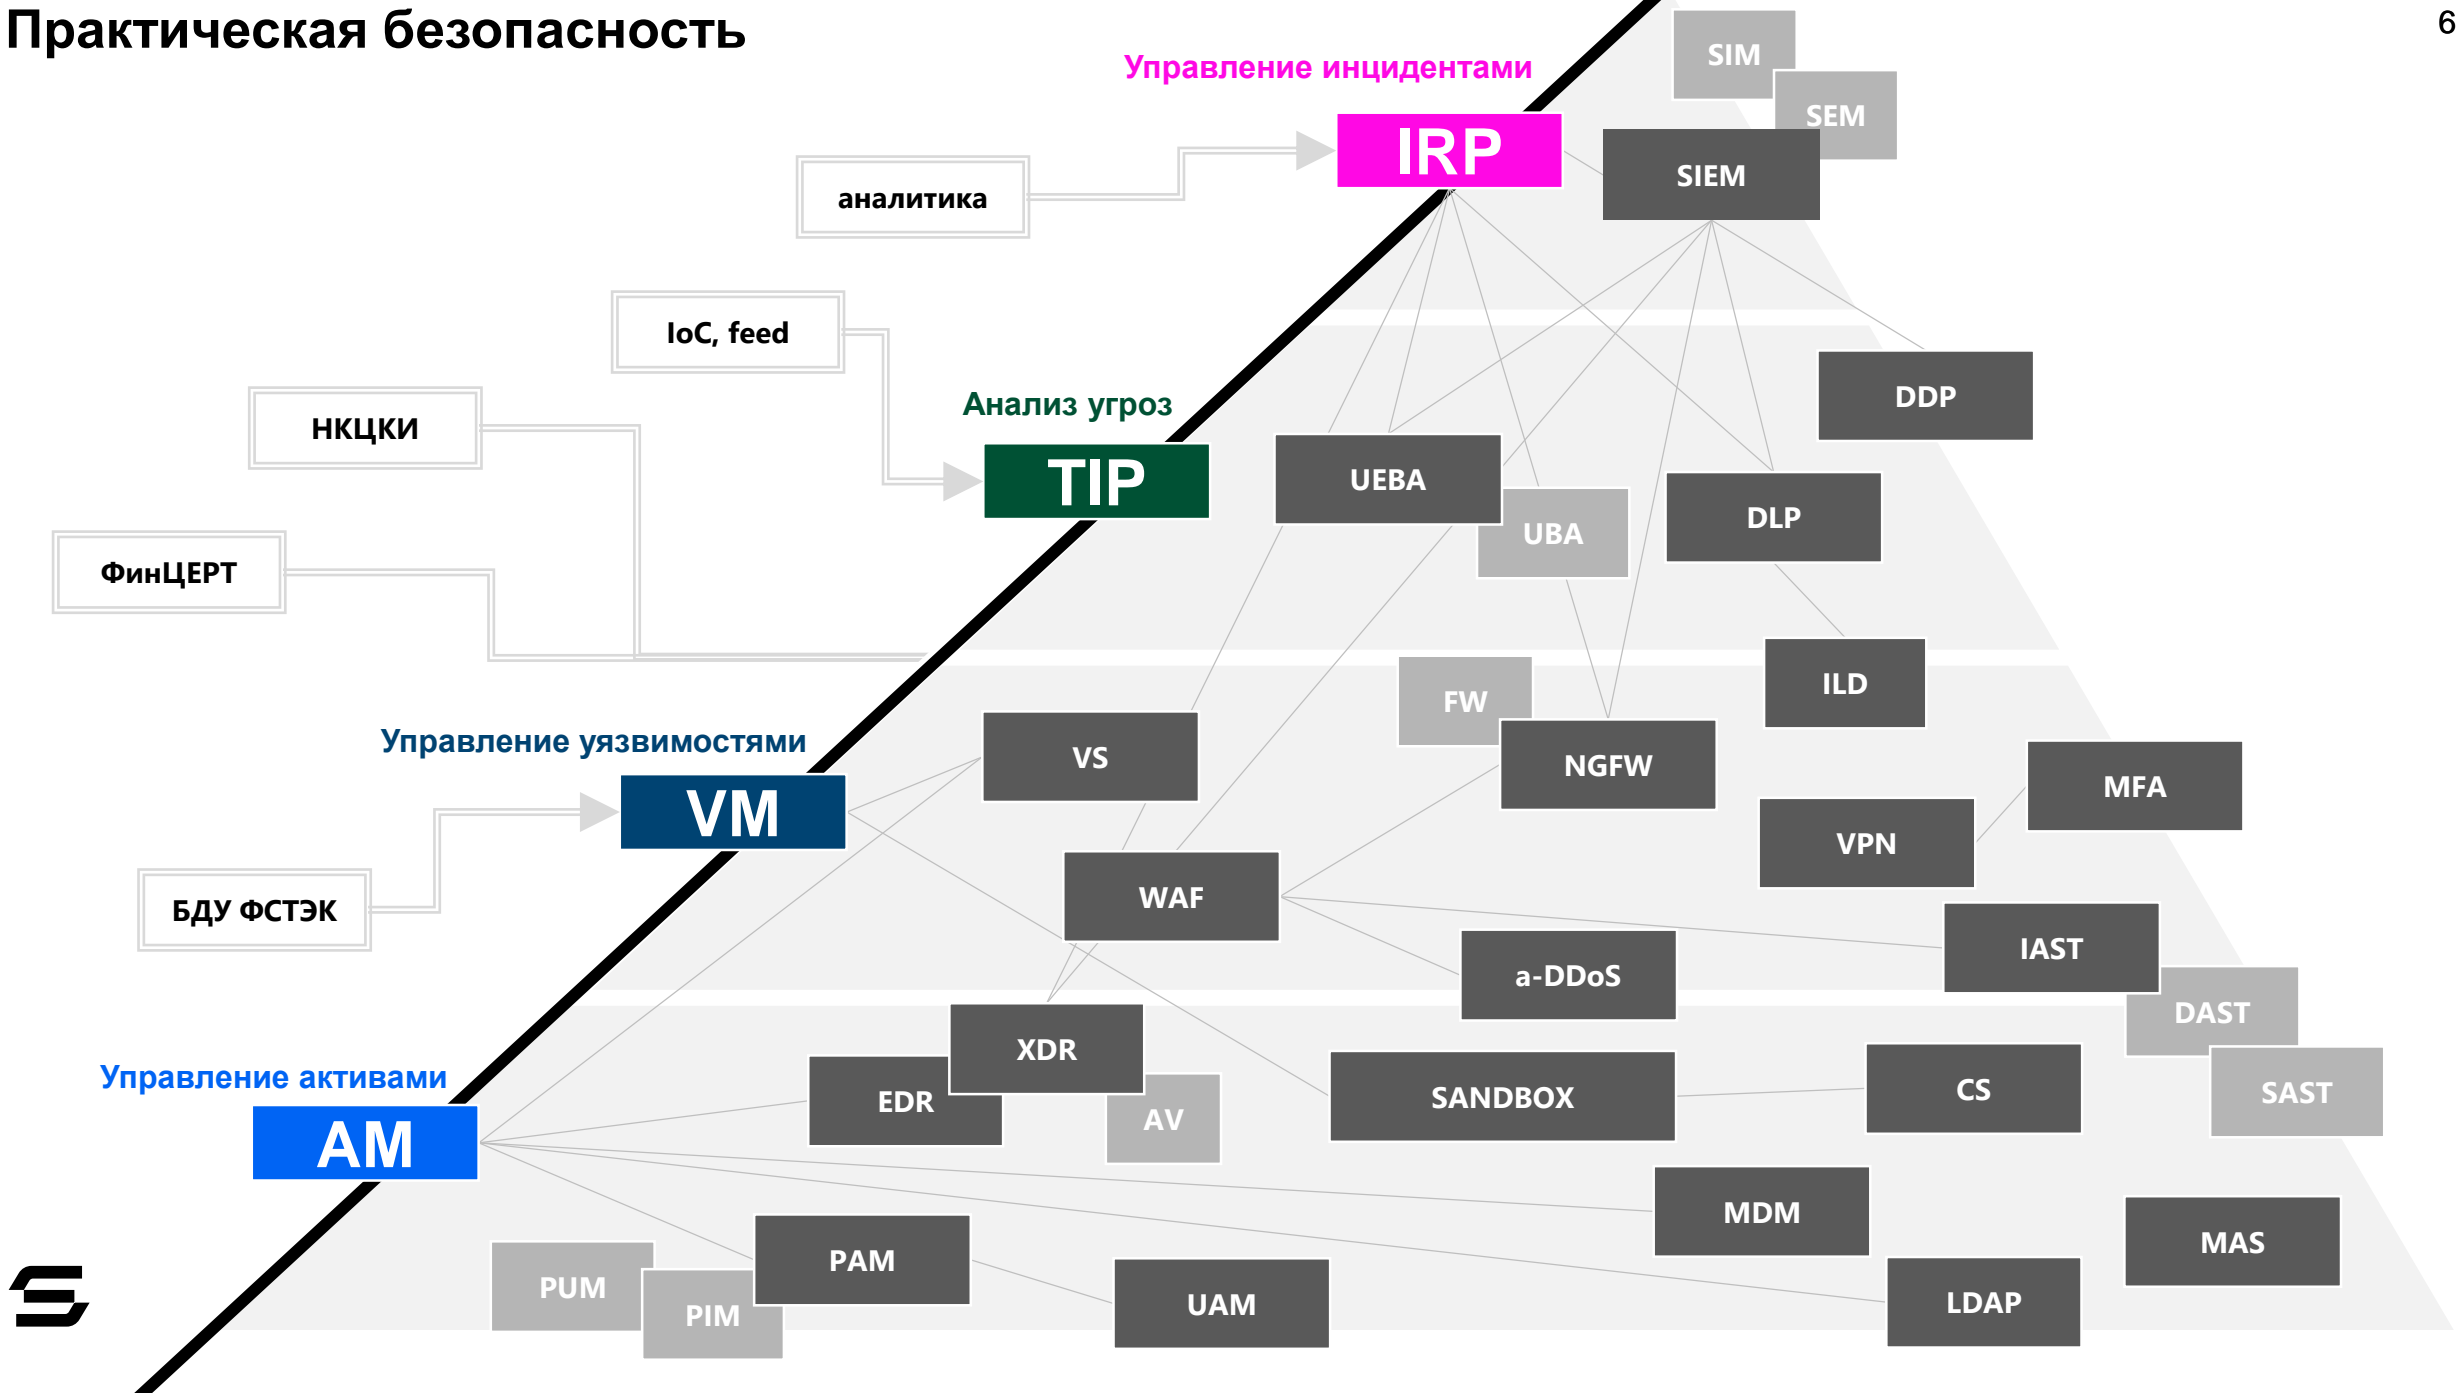 Практическая безопасность
6
Управление инцидентами
IRP
SIM
SEM
SIEM
аналитика
IoC, feed
НКЦКИ
ФинЦЕРТ
Анализ угроз
TIP
UEBA
UBA
DLP
DDP
ILD
FW
NGFW
Управление уязвимостями
VM
VS
MFA
VPN
WAF
БДУ ФСТЭК
IAST
DAST
SAST
a-DDoS
XDR
EDR
AV
SANDBOX
CS
Управление активами
AM
MDM
MAS
PUM
PIM
PAM
UAM
LDAP